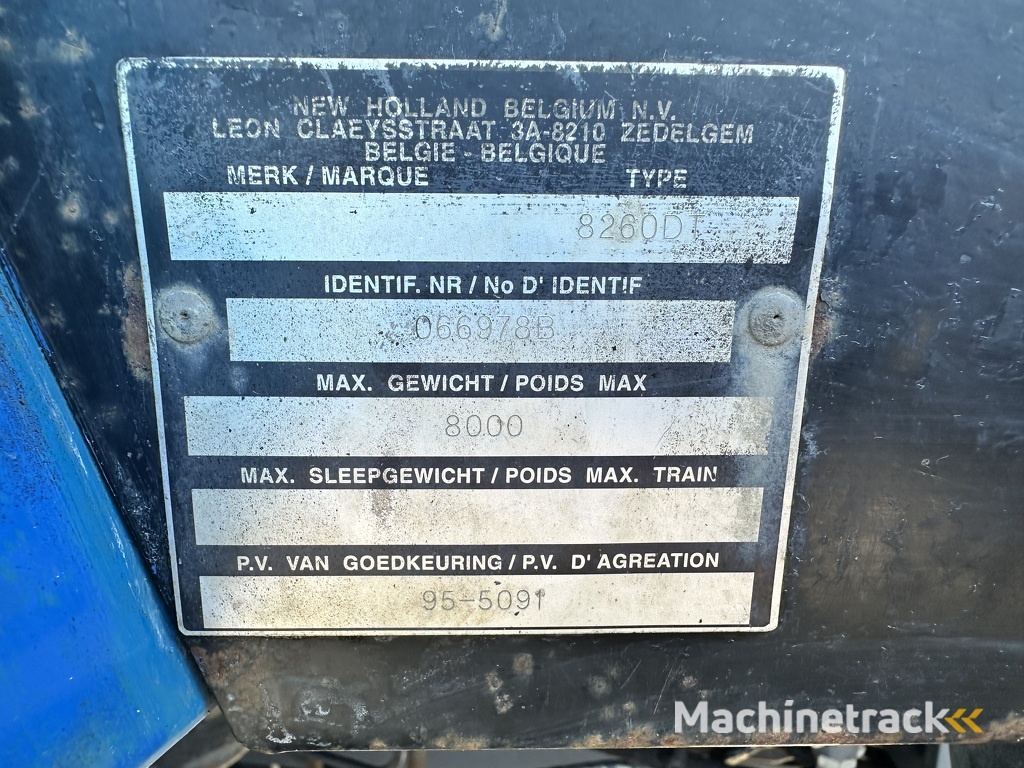 NEW HOLLAND BELGIUM N.V.
LEON CLAEYSSTRAAT 3A-8210 ZEDELGEM
BELGIE - BELGIQUE
MERK / MARQUE TYPE
8260DT
IDENTIF. NR / No D' IDENTIF
066978B
MAX. GEWICHT / POIDS MAX
8000
MAX. SLEEPGEWICHT / POIDS MAX. TRAIN
P.V. VAN GOEDKEURING / P.V. D' AGREATION
95-5091
Machinetrack